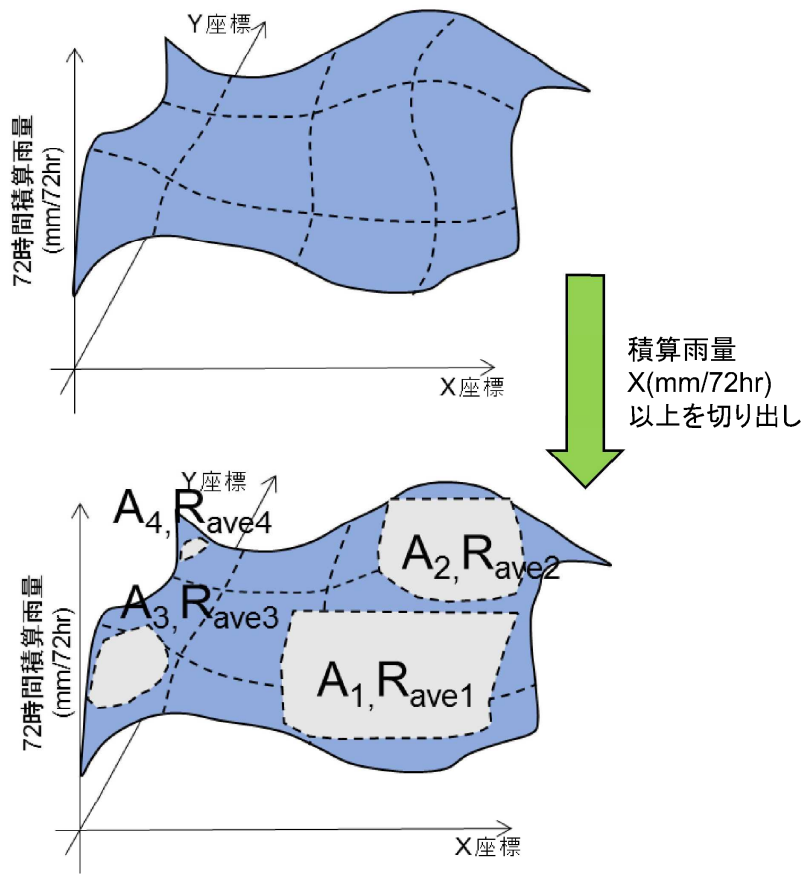 Y座標
72時間積算雨量
(mm/72hr)
X座標
積算雨量
X(mm/72hr)
以上を切り出し
Y座標
A4,Rave4
A2,Rave2
A3,Rave3
A1,Rave1
72時間積算雨量
(mm/72hr)
X座標